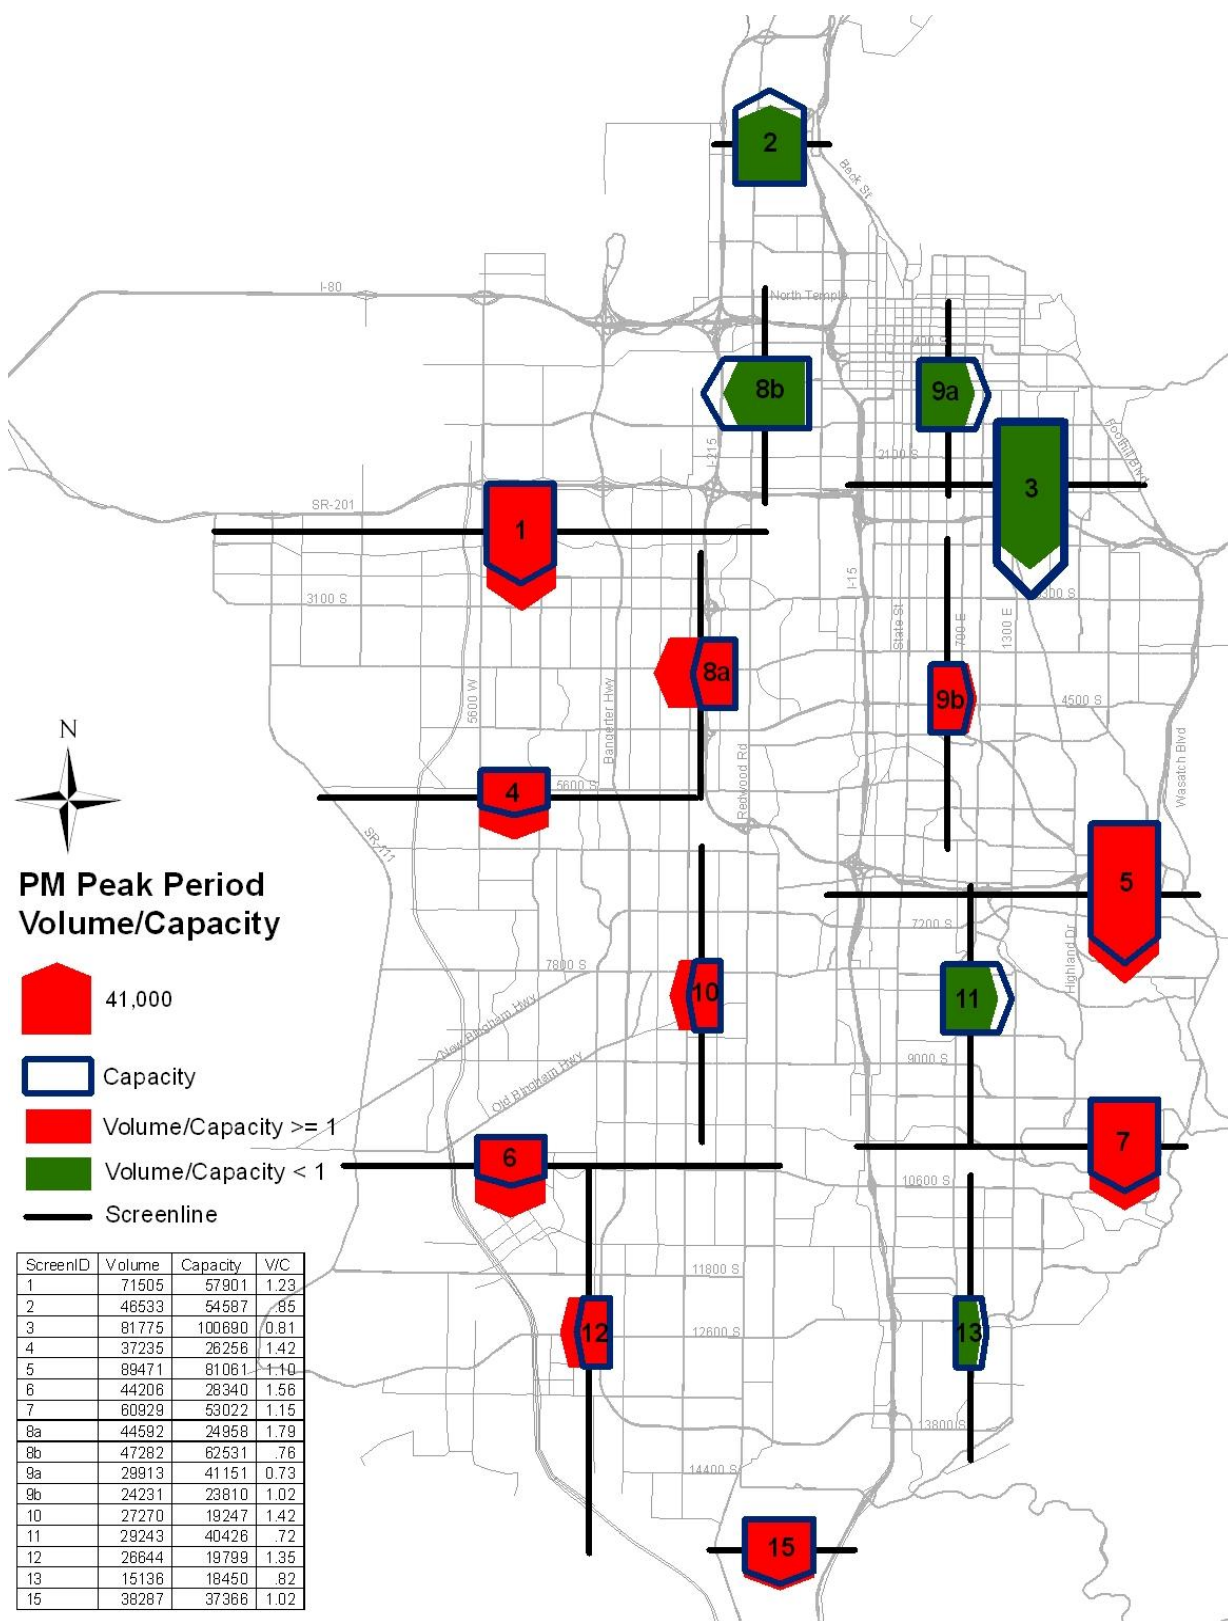 2
Beck St
I-80
North Temple
400 S
8b
9a
I-215
2100 S
Foothill Blvd
3
SR-201
1
I-15
3100 S
3300 S
State St
700 E
1300 E
8a
5600 W
Bangerter Hwy
9b
4500 S
N
Redwood Rd
Wasatch Blvd
4
5600 S
SR-111
PM Peak Period
Volume/Capacity
5
7200 S
Highland Dr
7800 S
41,000
10
11
New Bingham Hwy
9000 S
Capacity
Old Bingham Hwy
Volume/Capacity >= 1
7
6
Volume/Capacity < 1
10600 S
Screenline
11800 S
ScreenID Volume Capacity V/C
1 71505 57901 1.23
2 46533 54587 .85
3 81775 100690 0.81
4 37235 26256 1.42
5 89471 81061 1.10
6 44206 28340 1.56
7 60929 53022 1.15
8a 44592 24958 1.79
8b 47282 62531 .76
9a 29913 41151 0.73
9b 24231 23810 1.02
10 27270 19247 1.42
11 29243 40426 .72
12 26644 19799 1.35
13 15136 18450 .82
15 38287 37366 1.02
12
12600 S
13
13800 S
14400 S
15